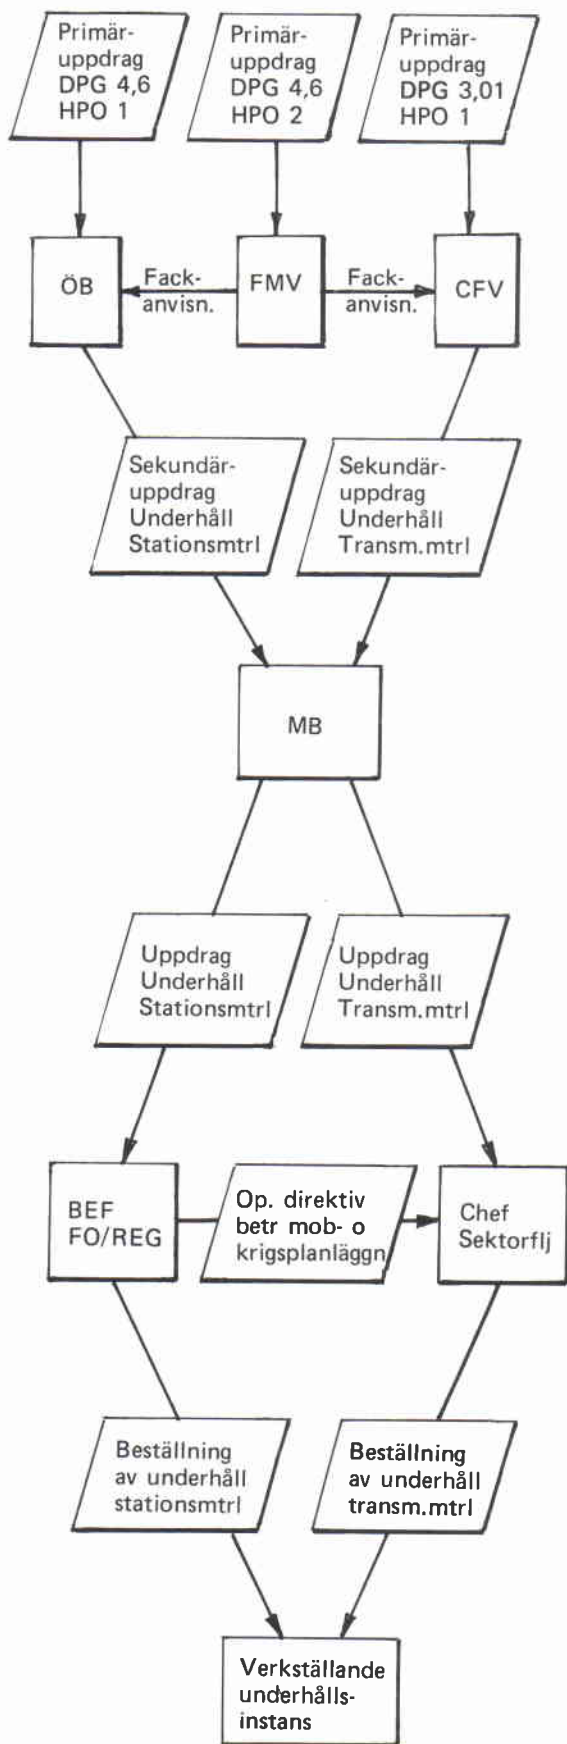 Primär-
uppdrag
DPG 4,6
HPO 1
Primär-
uppdrag
DPG 4,6
HPO 2
Primär-
uppdrag
DPG 3,01
HPO 1
ÖB
Fack-
anvisn.
FMV
Fack-
anvisn.
CFV
Sekundär-
uppdrag
Underhåll
Stationsmtrl
Sekundär-
uppdrag
Underhåll
Transm.mtrl
MB
Uppdrag
Underhåll
Stationsmtrl
Uppdrag
Underhåll
Transm.mtrl
BEF
FO/REG
Op. direktiv
betr mob- o
krigsplanläggn
Chef
Sektorflj
Beställning
av underhåll
stationsmtrl
Beställning
av underhåll
transm.mtrl
Verkställande
underhålls-
instans